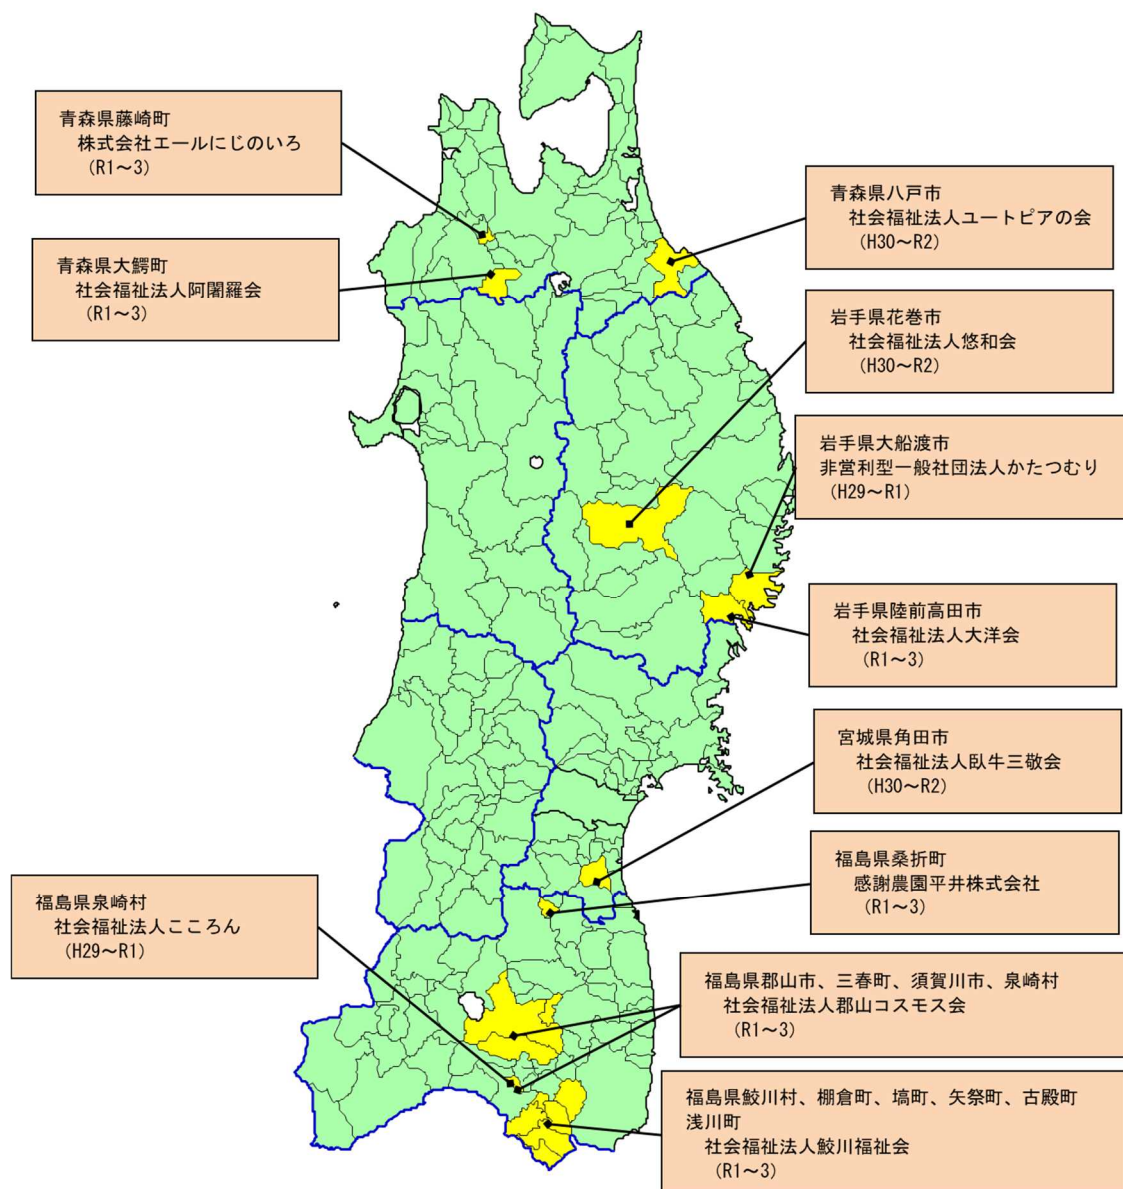 青森県藤崎町
株式会社エールにじのいろ
（R1～3）
青森県大鰐町
社会福祉法人阿闍羅会
（R1～3）
青森県八戸市
社会福祉法人ユートピアの会
（H30～R2）
岩手県花巻市
社会福祉法人悠和会
（H30～R2）
岩手県大船渡市
非営利型一般社団法人かたつむり
（H29～R1）
岩手県陸前高田市
社会福祉法人大洋会
（R1～3）
宮城県角田市
社会福祉法人臥牛三敬会
（H30～R2）
福島県桑折町
感謝農園平井株式会社
（R1～3）
福島県泉崎村
社会福祉法人こころん
（H29～R1）
福島県郡山市、三春町、須賀川市、泉崎村
社会福祉法人郡山コスモス会
（R1～3）
福島県鮫川村、棚倉町、塙町、矢祭町、古殿町
浅川町
社会福祉法人鮫川福祉会
（R1～3）